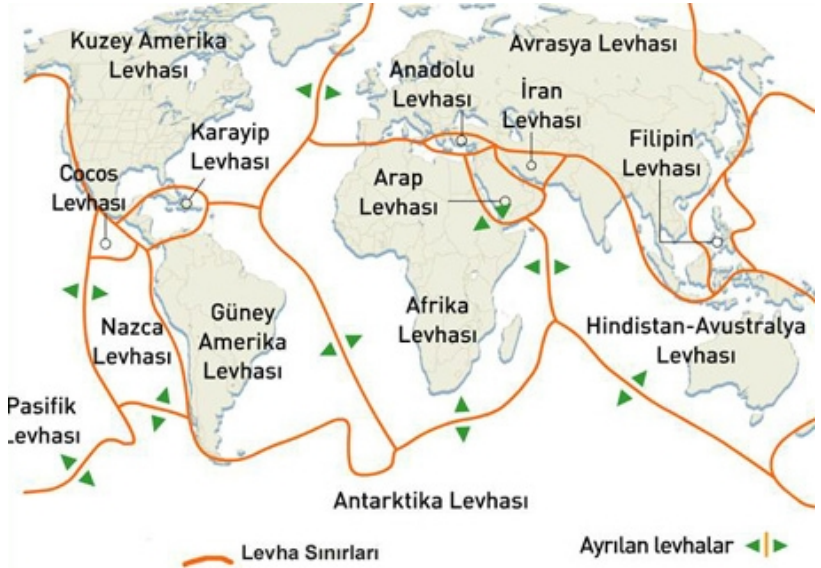 Kuzey Amerika
Levhası
Avrasya Levhası
Anadolu
Levhası
İran
Levhası
Karayip
Levhası
Filipin
Levhası
Cocos
Levhası
Arap
Levhası
Nazca
Levhası
Güney
Amerika
Levhası
Afrika
Levhası
Hindistan-Avustralya
Levhası
Pasifik
Levhası
Antarktika Levhası
Levha Sınırları
Ayrılan levhalar